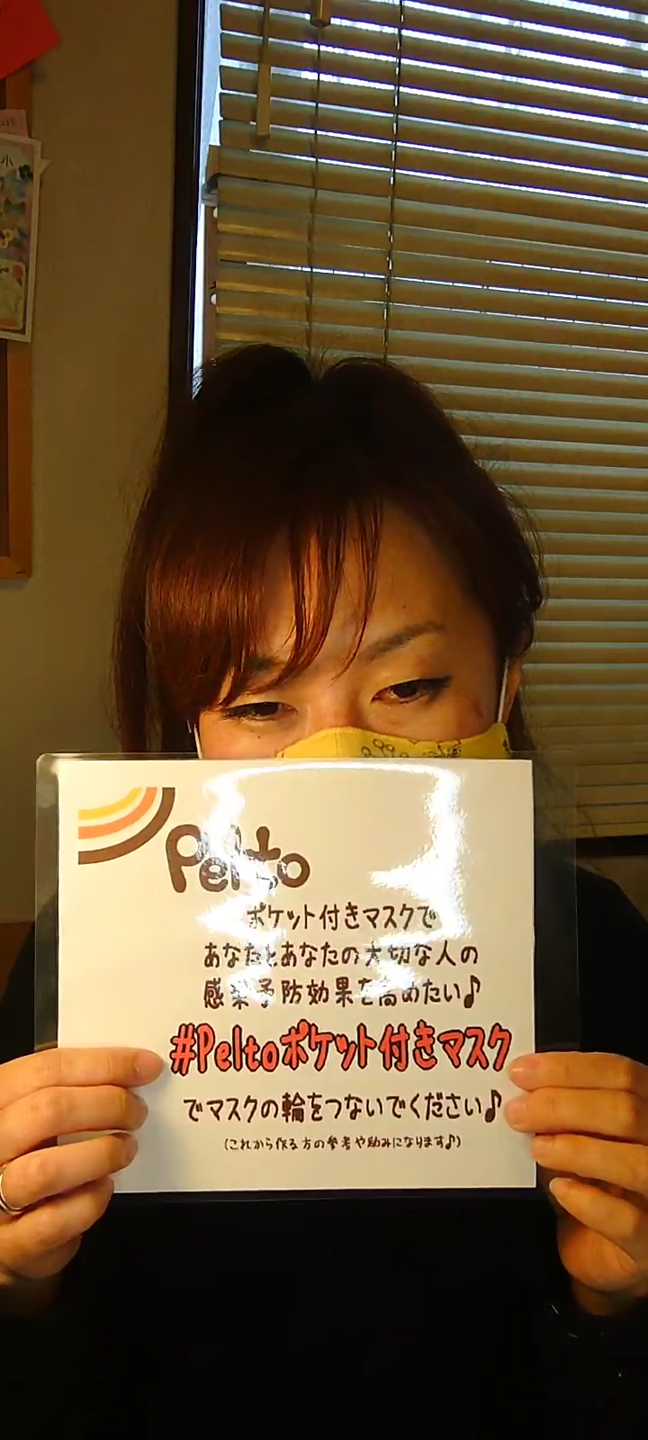 小
Pelto
ポケット付きマスクで
あなたとあなたの大切な人の
感染予防効果を高めたい♪
#Peltoポケット付きマスク
でマスクの輪をつないでください♪
(これから作る方の参考や励みになります♪)